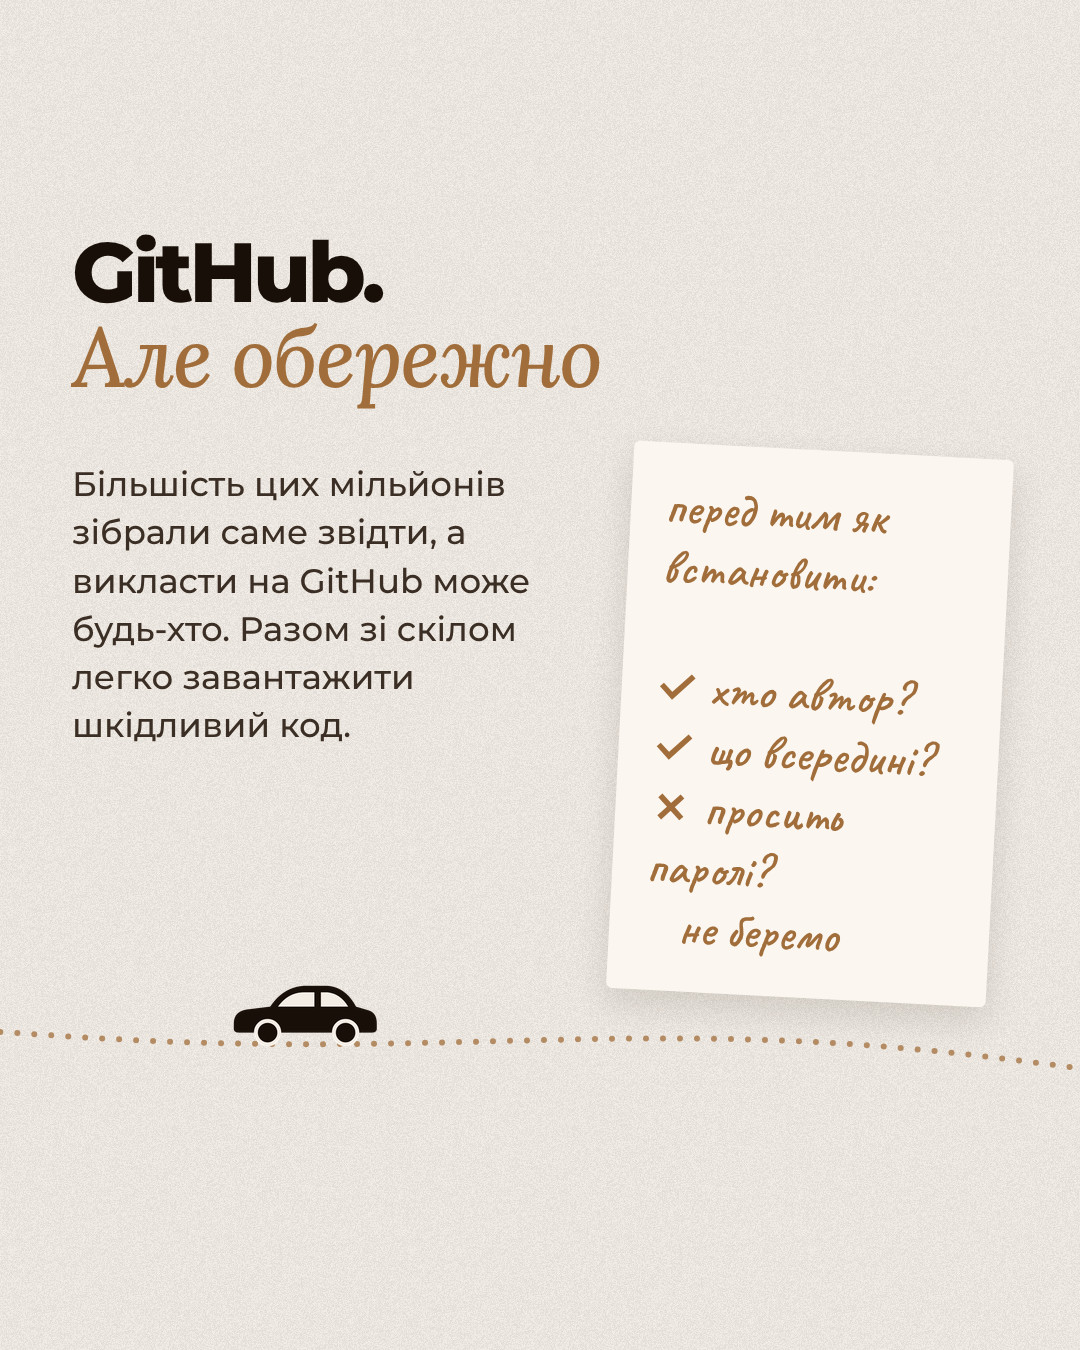 GitHub.
Але обережно
Більшість цих мільйонів
зібрали саме звідти, а
викласти на GitHub може
будь-хто. Разом зі скілом
легко завантажити
шкідливий код.
перед тим як
встановити:
✓ хто автор?
✓ що всередині?
✕ просить
паролі?
не беремо